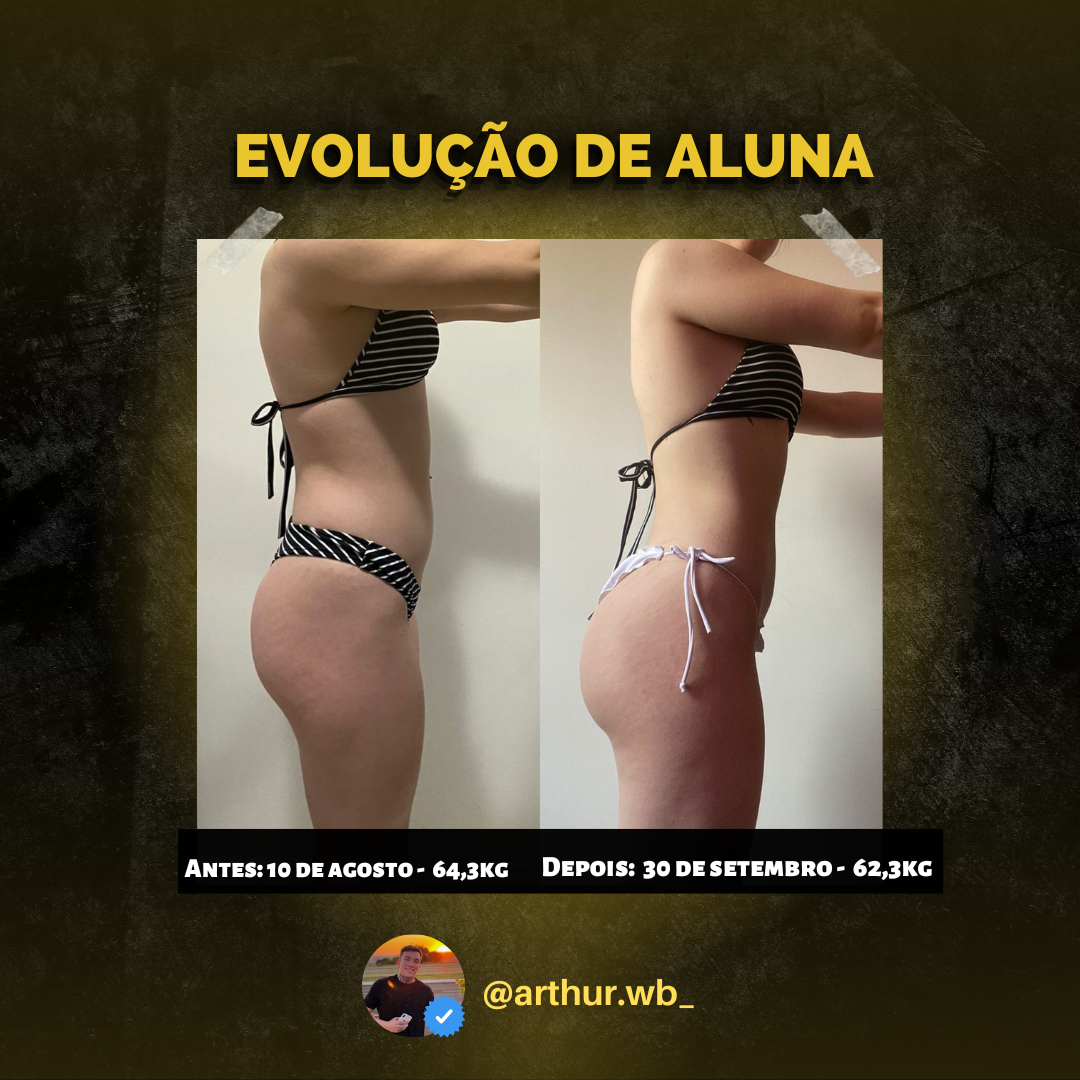 EVOLUÇÃO DE ALUNA
Antes: 10 de agosto - 64,3kg
Depois: 30 de setembro - 62,3kg
@arthur.wb_